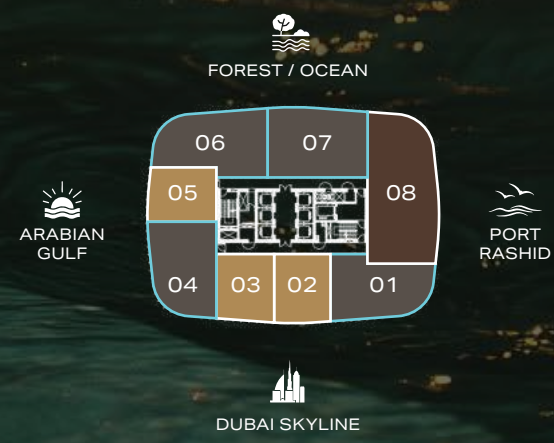 FOREST / OCEAN
06
07
05
08
ARABIAN
GULF
PORT
RASHID
04
03
02
01
DUBAI SKYLINE